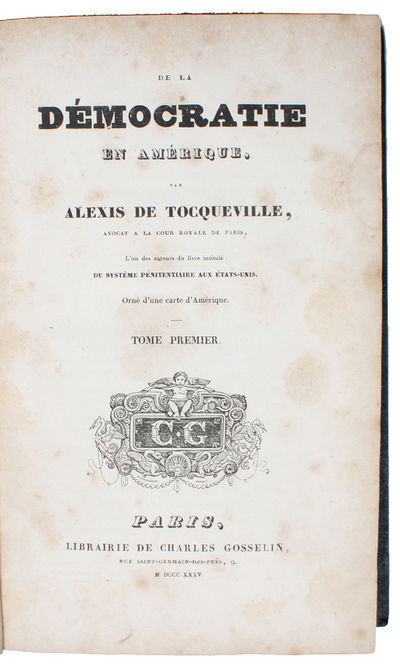 DE LA
DÉMOCRATIE
EN AMÉRIQUE,
PAR
ALEXIS DE TOCQUEVILLE,
AVOCAT A LA COUR ROYALE DE PARIS,
L'un des auteurs du livre intitulé :
DU SYSTÈME PÉNITENTIAIRE AUX ÉTATS-UNIS.
Orné d'une carte d'Amérique.
TOME PREMIER.
C·G
PARIS,
LIBRAIRIE DE CHARLES GOSSELIN,
RUE SAINT-GERMAIN-DES-PRÉS, 9.
M DCCC XXXV.